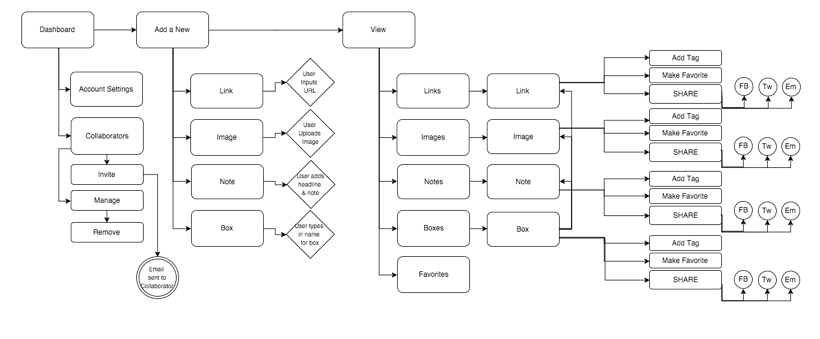 Dashboard
Add a New
View
Account Settings
Collaborators
Invite
Manage
Remove
Email
sent to
Collaborator
Link
Image
Note
Box
User
Inputs
URL
User
Uploads
Image
User adds
headline
& note
User types
in name
for box
Links
Images
Notes
Boxes
Favorites
Link
Image
Note
Box
Add Tag
Make Favorite
SHARE
FB
Tw
Em
Add Tag
Make Favorite
SHARE
FB
Tw
Em
Add Tag
Make Favorite
SHARE
FB
Tw
Em
Add Tag
Make Favorite
SHARE
FB
Tw
Em